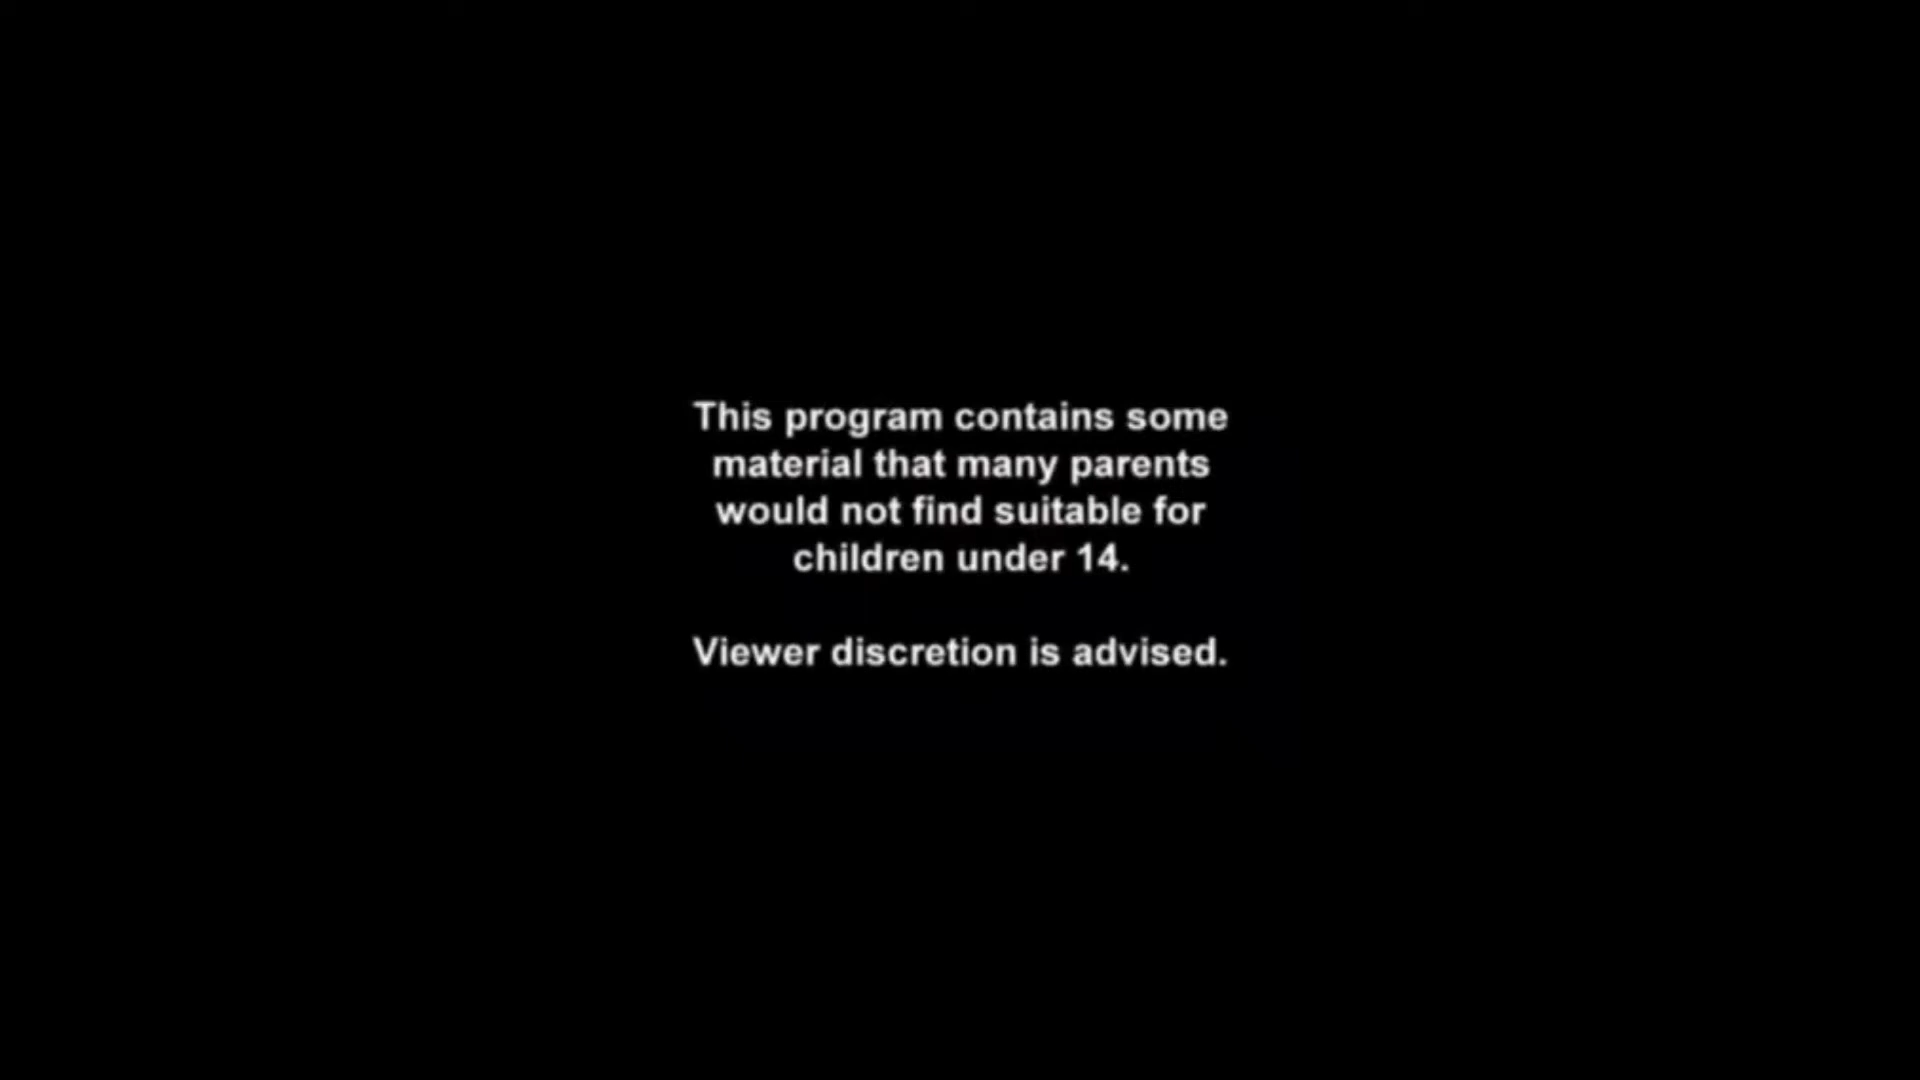 This program contains some
material that many parents
would not find suitable for
children under 14.
Viewer discretion is advised.